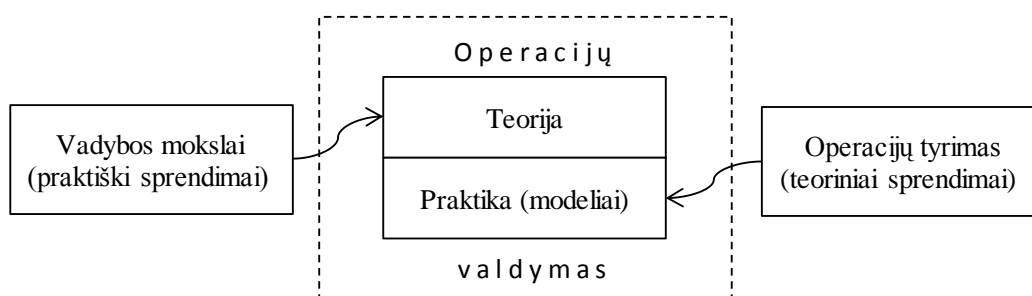 Operacijų
Teorija
Vadybos mokslai
(praktiški sprendimai)
Operacijų tyrimas
(teoriniai sprendimai)
Praktika (modeliai)
valdymas